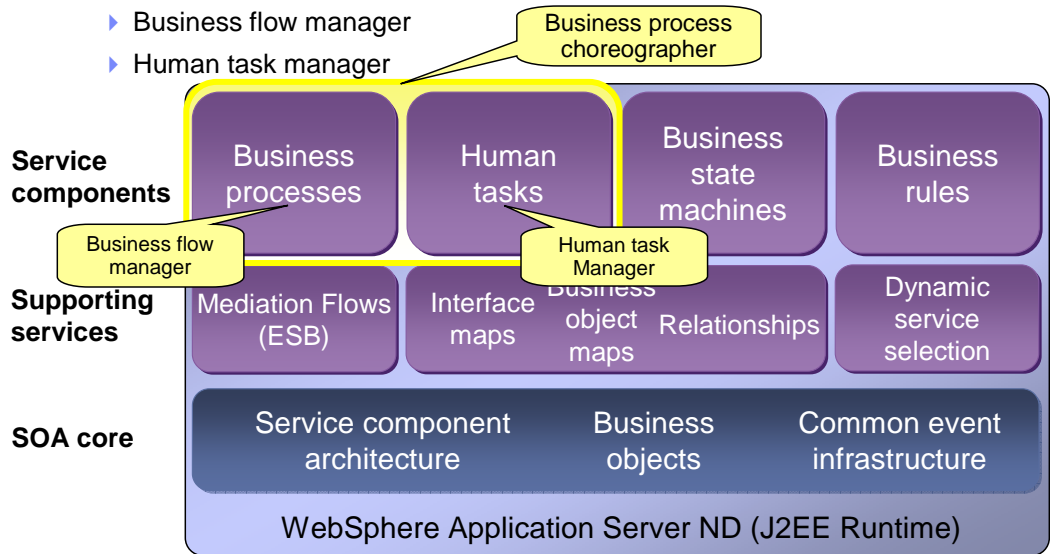 Business flow manager
Human task manager
Business process
choreographer
Service
components
Business
processes
Human
tasks
Business
state
machines
Business
rules
Business flow
manager
Human task
Manager
Supporting
services
Mediation Flows
(ESB)
Interface
maps
Business
object
maps
Relationships
Dynamic
service
selection
SOA core
Service component
architecture
Business
objects
Common event
infrastructure
WebSphere Application Server ND (J2EE Runtime)